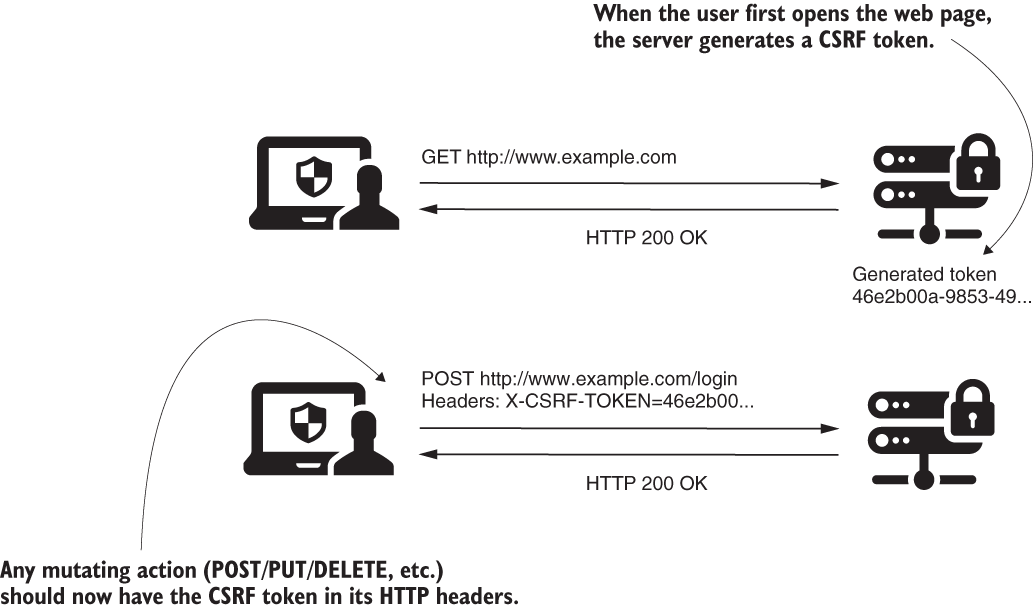 When the user first opens the web page,
the server generates a CSRF token.
GET http://www.example.com
HTTP 200 OK
Generated token
46e2b00a-9853-49...
POST http://www.example.com/login
Headers: X-CSRF-TOKEN=46e2b00...
HTTP 200 OK
Any mutating action (POST/PUT/DELETE, etc.)
should now have the CSRF token in its HTTP headers.